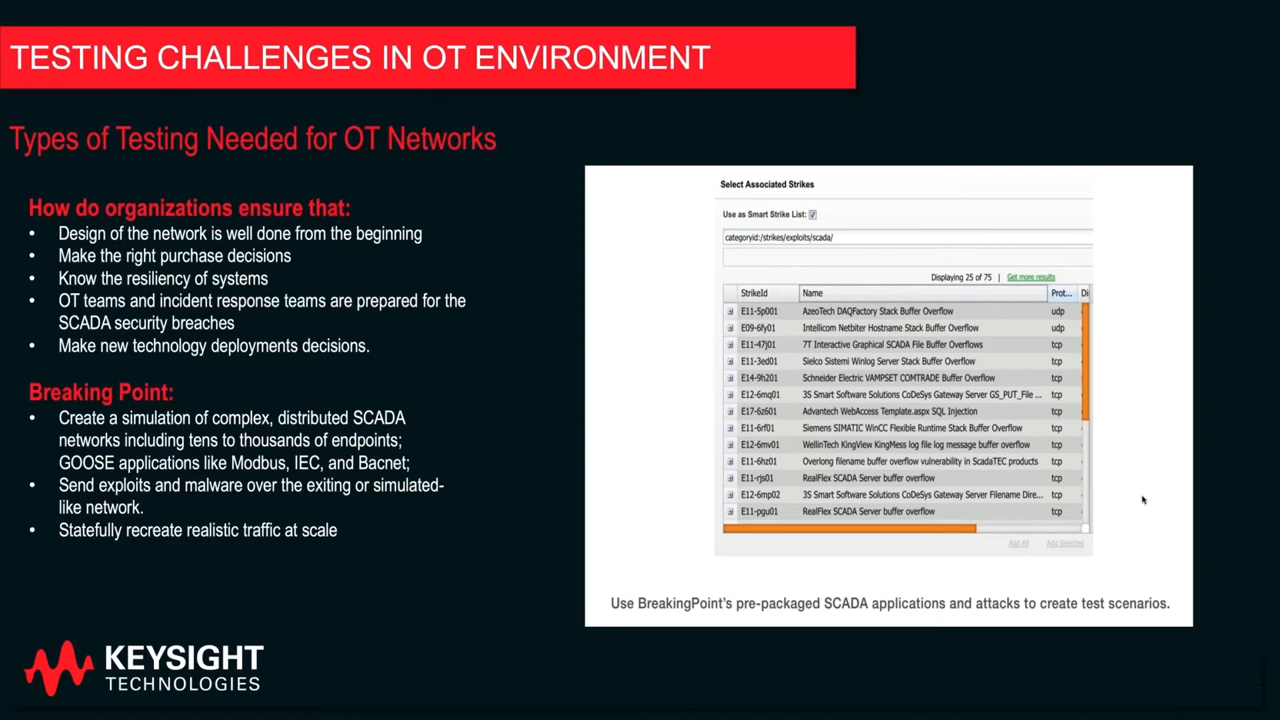 TESTING CHALLENGES IN OT ENVIRONMENT
Types of Testing Needed for OT Networks
How do organizations ensure that:
• Design of the network is well done from the beginning
• Make the right purchase decisions
• Know the resiliency of systems
• OT teams and incident response teams are prepared for the
SCADA security breaches
• Make new technology deployments decisions.
Breaking Point:
• Create a simulation of complex, distributed SCADA
networks including tens to thousands of endpoints;
GOOSE applications like Modbus, IEC, and Bacnet;
• Send exploits and malware over the exiting or simulated-
like network.
• Statefully recreate realistic traffic at scale
KEYSIGHT
TECHNOLOGIES
Select Associated Strikes
Use as Smart Strike List:
categoryid:/strikes/exploits/scada/
Displaying 25 of 75 | Get more results
StrikeId Name Prot... Di
E11-5p001 AzeoTech DAQFactory Stack Buffer Overflow udp
E09-6fy01 Intellicom Netbiter Hostname Stack Buffer Overflow udp
E11-47j01 7T Interactive Graphical SCADA File Buffer Overflows tcp
E11-3ed01 Sielco Sistemi Winlog Server Stack Buffer Overflow tcp
E14-9h201 Schneider Electric VAMPSET COMTRADE Buffer Overflow tcp
E12-6mq01 3S Smart Software Solutions CoDeSys Gateway Server GS_PUT_File ... tcp
E17-6z601 Advantech WebAccess Template.aspx SQL Injection tcp
E11-6rf01 Siemens SIMATIC WinCC Flexible Runtime Stack Buffer Overflow tcp
E12-6mv01 WellinTech KingView KingMess log file log message buffer overflow tcp
E11-6hz01 Overlong filename buffer overflow vulnerability in ScadaTEC products tcp
E11-rjs01 RealFlex SCADA Server buffer overflow tcp
E12-6mp02 3S Smart Software Solutions CoDeSys Gateway Server Filename Dire... tcp
E11-pgu01 RealFlex SCADA Server buffer overflow tcp
Add All Add Selected
Use BreakingPoint's pre-packaged SCADA applications and attacks to create test scenarios.